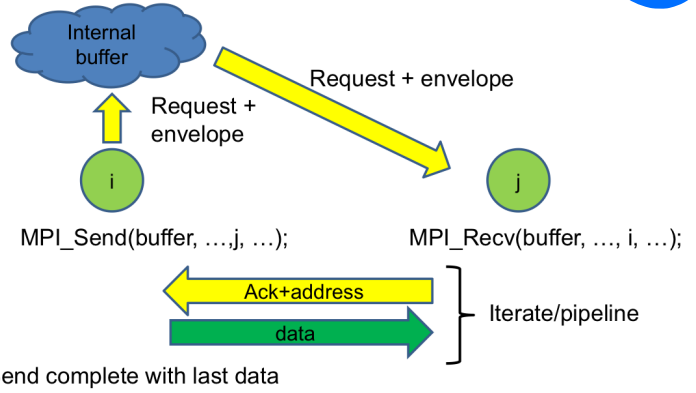 Internal
buffer
Request + envelope
Request +
envelope
i
j
MPI_Send(buffer, …,j, …);
MPI_Recv(buffer, …, i, …);
Ack+address
Iterate/pipeline
data
end complete with last data